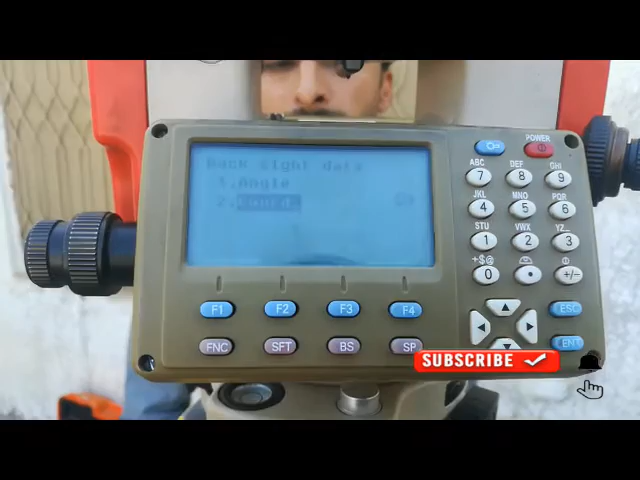 Back sight data
1.Angle
2.Coord.
POWER
ABC DEF GHI
7 8 9
JKL MNO PQR
4 5 6
STU VWX YZ
1 2 3
+$@
0 • +/-
F1 F2 F3 F4
ESC
FNC SFT BS SP
ENT
SUBSCRIBE